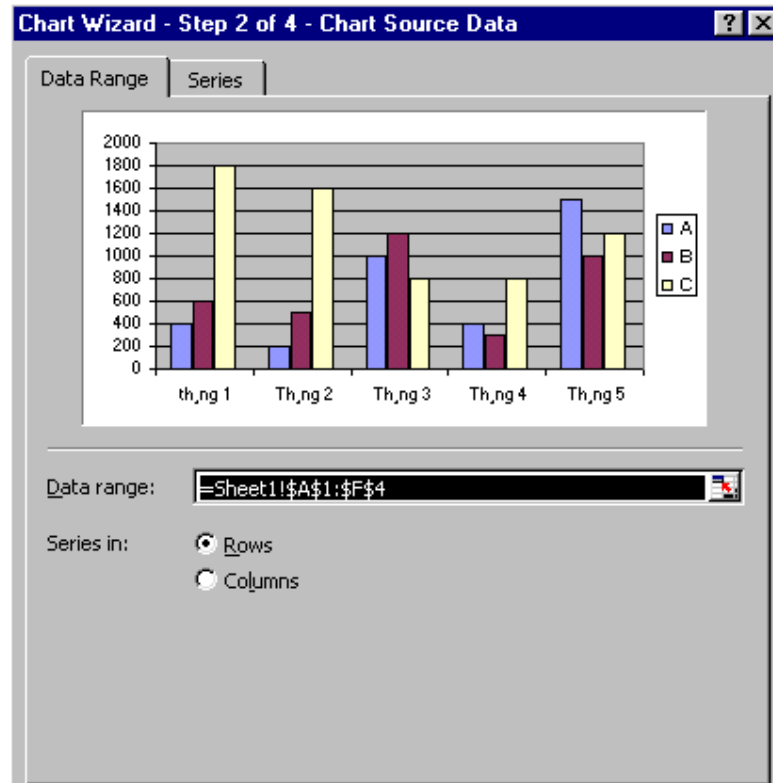 Chart Wizard - Step 2 of 4 - Chart Source Data
Data Range Series
2000
1800
1600
1400
1200
1000
800
600
400
200
0
th¸ng 1 Th¸ng 2 Th¸ng 3 Th¸ng 4 Th¸ng 5
A
B
C
Data range: =Sheet1!$A$1:$F$4
Series in: Rows
Columns